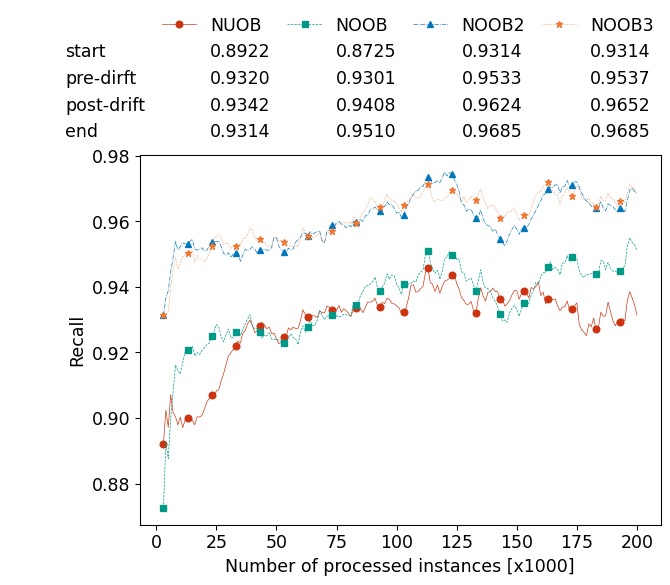 NUOB NOOB NOOB2 NOOB3
start 0.8922 0.8725 0.9314 0.9314
pre-dirft 0.9320 0.9301 0.9533 0.9537
post-drift 0.9342 0.9408 0.9624 0.9652
end 0.9314 0.9510 0.9685 0.9685
0.98
0.96
0.94
0.92
0.90
0.88
Recall
0 25 50 75 100 125 150 175 200
Number of processed instances [x1000]